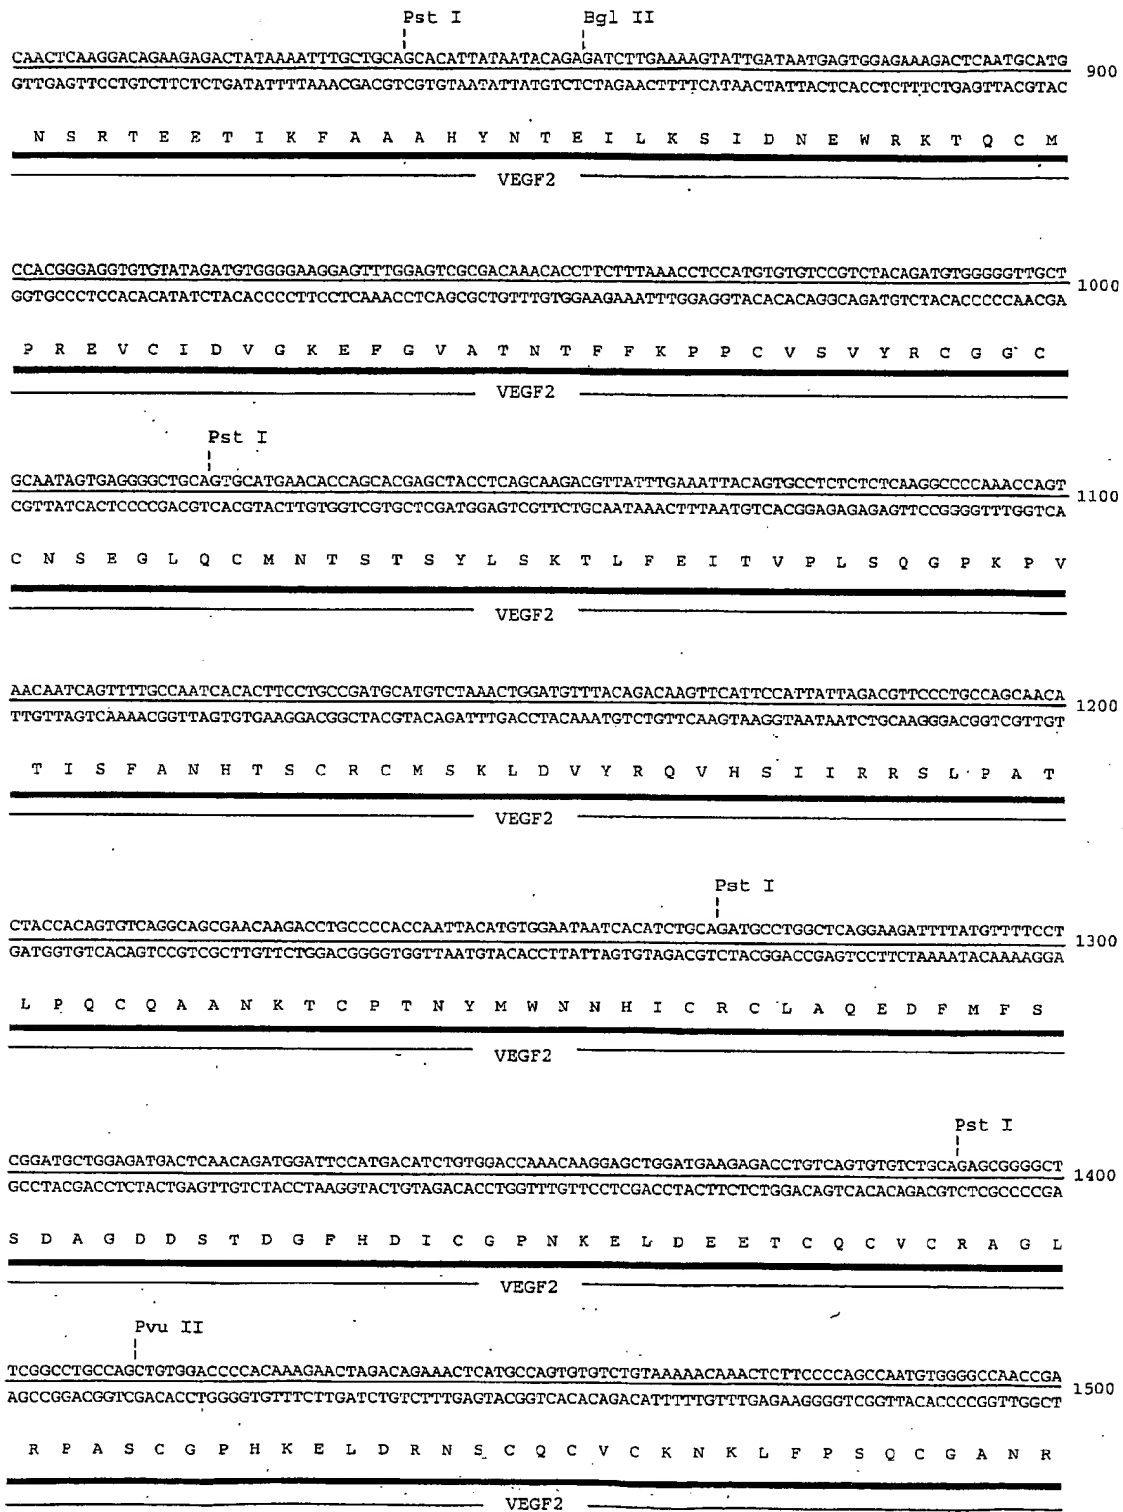 Pst I Bgl II
CAACTCAAGGACAGAAGAGACTATAAAATTTGCTGCAGCACATTATAATACAGAGATCTTGAAAAGTATTGATAATGAGTGGAGAAAGACTCAATGCATG 900
GTTGAGTTCCTGTCTTCTCTGATATTTTAAACGACGTCGTGTAATATTATGTCTCTAGAACTTTTCATAACTATTACTCACCTCTTTCTGAGTTACGTAC
N S R T E E T I K F A A A H Y N T E I L K S I D N E W R K T Q C M
VEGF2
CCACGGGAGGTGTGTATAGATGTGGGGAAGGAGTTTGGAGTCGCGACAAACACCTTCTTTAAACCTCCATGTGTGTCCGTCTACAGATGTGGGGGTTGCT 1000
GGTGCCCTCCACACATATCTACACCCCTTCCTCAAACCTCAGCGCTGTTTGTGGAAGAAATTTGGAGGTACACACAGGCAGATGTCTACACCCCCAACGA
P R E V C I D V G K E F G V A T N T F F K P P C V S V Y R C G G C
VEGF2
Pst I
GCAATAGTGAGGGGCTGCAGTGCATGAACACCAGCACGAGCTACCTCAGCAAGACGTTATTTGAAATTACAGTGCCTCTCTCTCAAGGCCCCAAACCAGT 1100
CGTTATCACTCCCCGACGTCACGTACTTGTGGTCGTGCTCGATGGAGTCGTTCTGCAATAAACTTTAATGTCACGGAGAGAGAGTTCCGGGGTTTGGTCA
C N S E G L Q C M N T S T S Y L S K T L F E I T V P L S Q G P K P V
VEGF2
AACAATCAGTTTTGCCAATCACACTTCCTGCCGATGCATGTCTAAACTGGATGTTTACAGACAAGTTCATTCCATTATTAGACGTTCCCTGCCAGCAACA 1200
TTGTTAGTCAAAACGGTTAGTGTGAAGGACGGCTACGTACAGATTTGACCTACAAATGTCTGTTCAAGTAAGGTAATAATCTGCAAGGGACGGTCGTTGT
T I S F A N H T S C R C M S K L D V Y R Q V H S I I R R S L P A T
VEGF2
Pst I
CTACCACAGTGTCAGGCAGCGAACAAGACCTGCCCCACCAATTACATGTGGAATAATCACATCTGCAGATGCCTGGCTCAGGAAGATTTTATGTTTTCCT 1300
GATGGTGTCACAGTCCGTCGCTTGTTCTGGACGGGGTGGTTAATGTACACCTTATTAGTGTAGACGTCTACGGACCGAGTCCTTCTAAAATACAAAAGGA
L P Q C Q A A N K T C P T N Y M W N N H I C R C L A Q E D F M F S
VEGF2
Pst I
CGGATGCTGGAGATGACTCAACAGATGGATTCCATGACATCTGTGGACCAAACAAGGAGCTGGATGAAGAGACCTGTCAGTGTGTCTGCAGAGCGGGGCT 1400
GCCTACGACCTCTACTGAGTTGTCTACCTAAGGTACTGTAGACACCTGGTTTGTTCCTCGACCTACTTCTCTGGACAGTCACACAGACGTCTCGCCCCGA
S D A G D D S T D G F H D I C G P N K E L D E E T C Q C V C R A G L
VEGF2
Pvu II
TCGGCCTGCCAGCTGTGGACCCCACAAAGAACTAGACAGAAACTCATGCCAGTGTGTCTGTAAAAACAAACTCTTCCCCAGCCAATGTGGGGCCAACCGA 1500
AGCCGGACGGTCGACACCTGGGGTGTTTCTTGATCTGTCTTTGAGTACGGTCACACAGACATTTTTGTTTGAGAAGGGGTCGGTTACACCCCGGTTGGCT
R P A S C G P H K E L D R N S C Q C V C K N K L F P S Q C G A N R
VEGF2